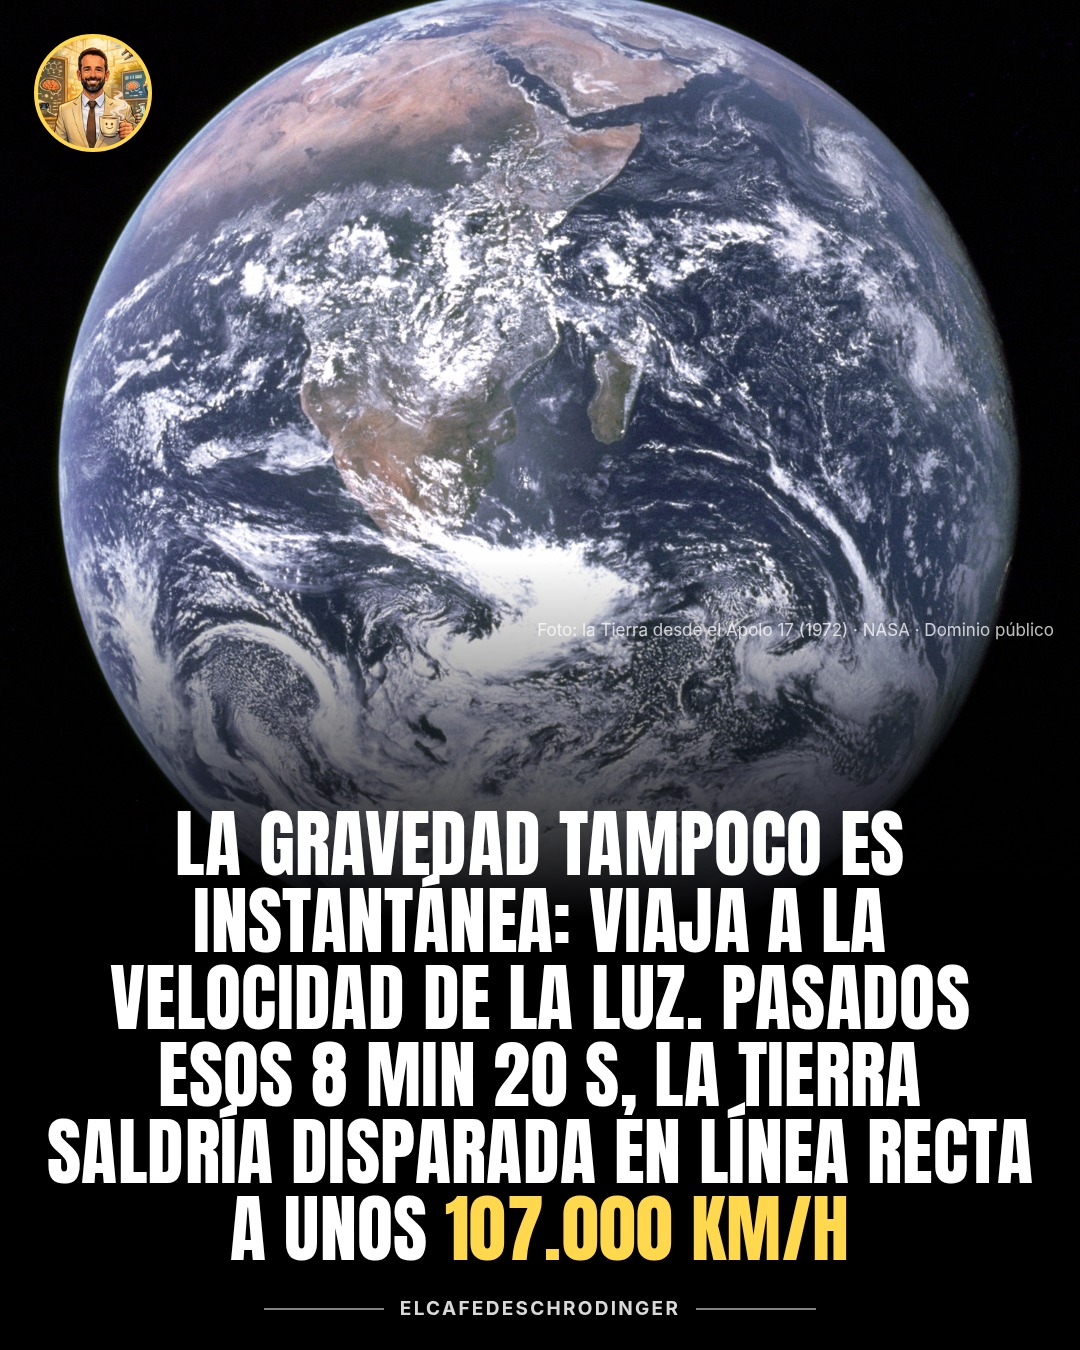 Foto: la Tierra desde el Apolo 17 (1972) · NASA · Dominio público
LA GRAVEDAD TAMPOCO ES
INSTANTÁNEA: VIAJA A LA
VELOCIDAD DE LA LUZ. PASADOS
ESOS 8 MIN 20 S, LA TIERRA
SALDRÍA DISPARADA EN LÍNEA RECTA
A UNOS 107.000 KM/H
ELCAFEDESCHRODINGER